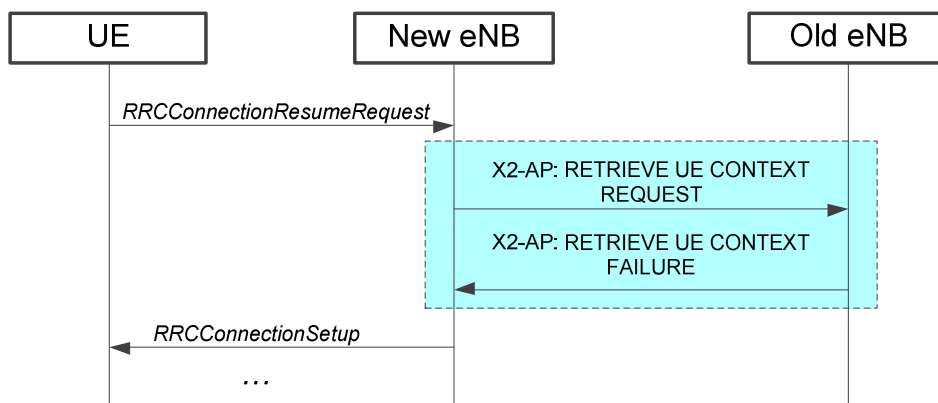 UE
New eNB
Old eNB
RRCConnectionResumeRequest
X2-AP: RETRIEVE UE CONTEXT
REQUEST
X2-AP: RETRIEVE UE CONTEXT
FAILURE
RRCConnectionSetup
...